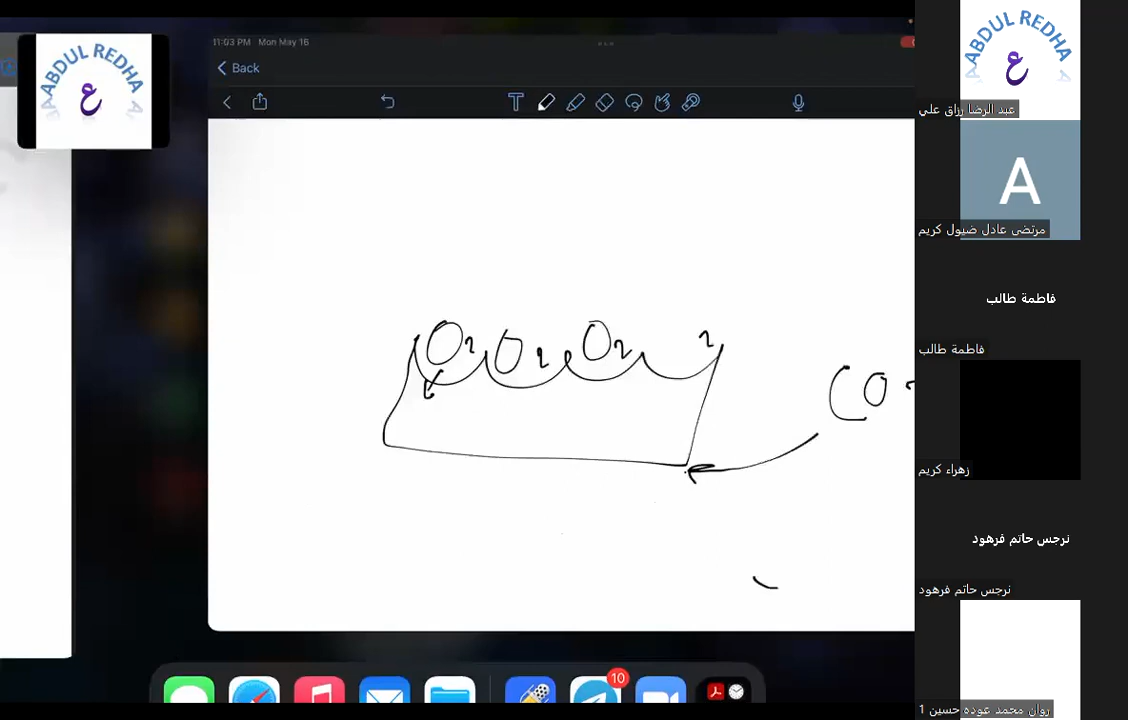 ABDUL REDHA
ع
11:03 PM Mon May 16
Back
T
O2 O2 O2 2
CO
10
ABDUL REDHA
ع
عبد الرضا رزاق علي
A
مرتضى عادل ضيول كريم
فاطمة طالب
فاطمة طالب
زهراء كريم
نرجس حاتم فرهود
نرجس حاتم فرهود
روان محمد عوده حسين 1